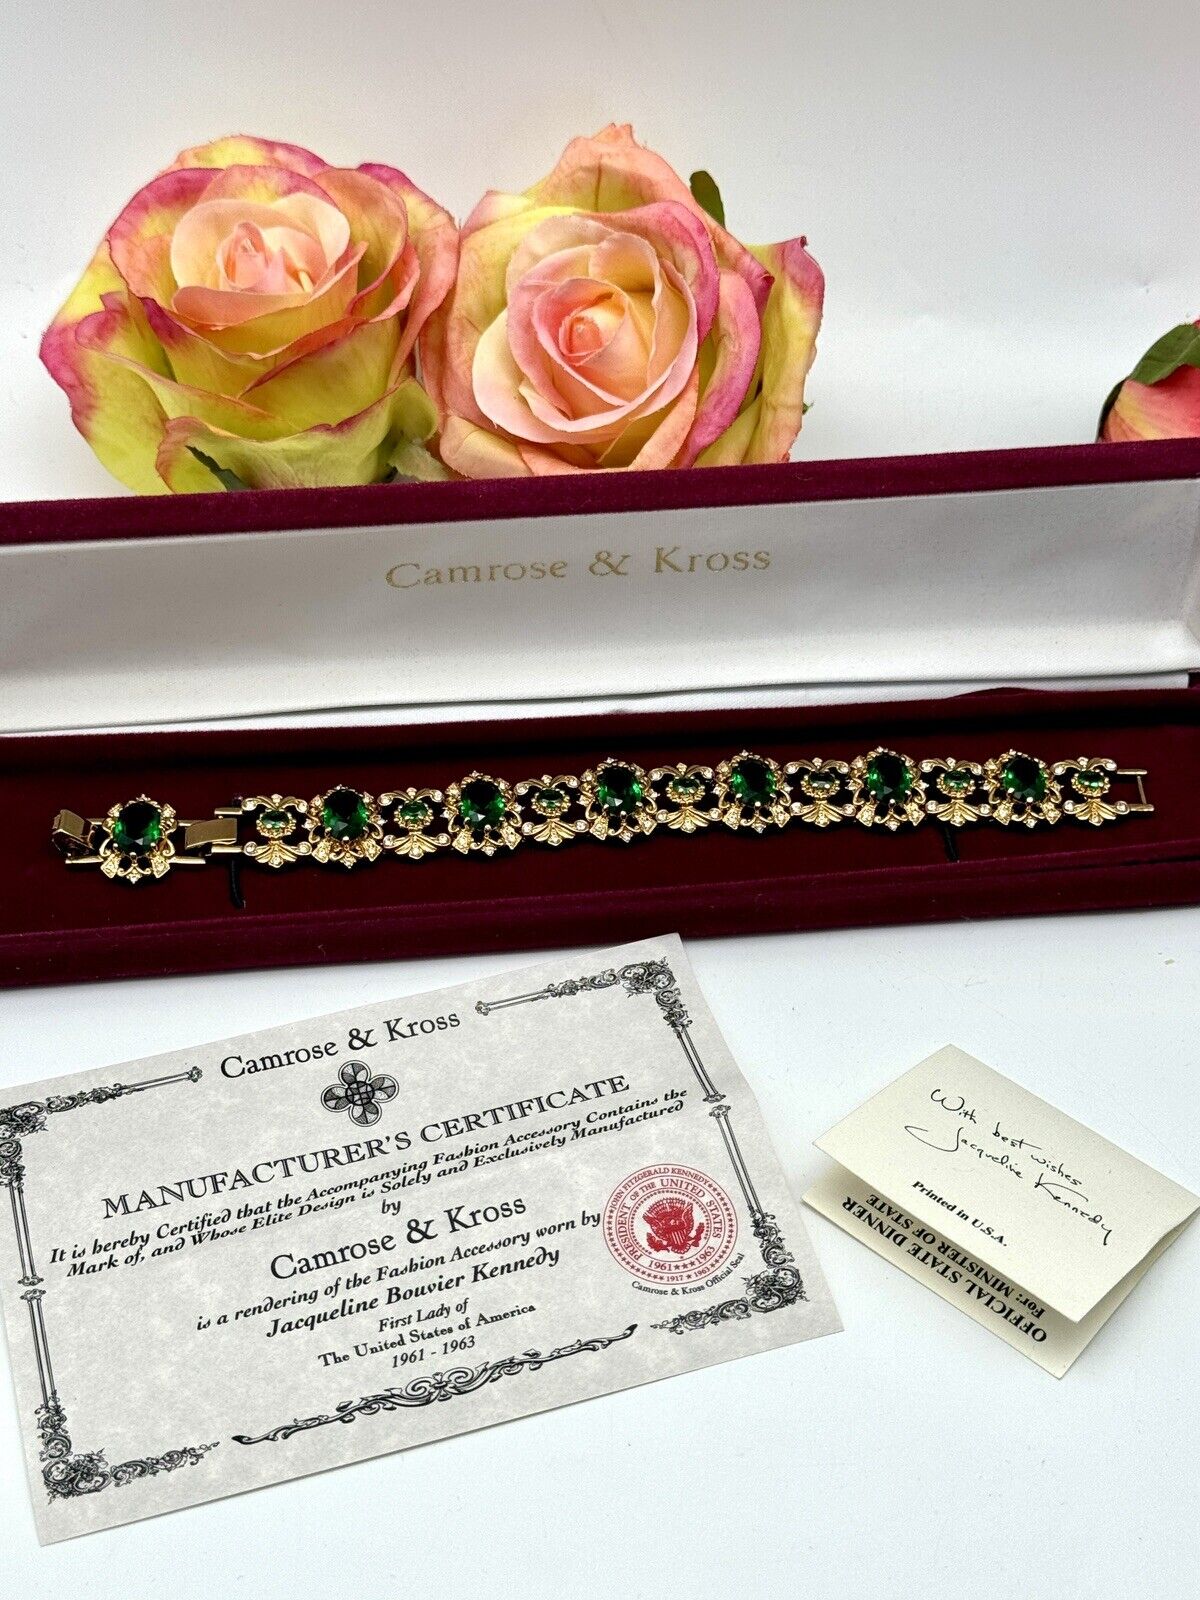 Camrose & Kross
Camrose & Kross
MANUFACTURER'S CERTIFICATE
It is hereby Certified that the Accompanying Fashion Accessory Contains the
Mark of, and Whose Elite Design is Solely and Exclusively Manufactured
by
Camrose & Kross
is a rendering of the Fashion Accessory worn by
Jacqueline Bouvier Kennedy
First Lady of
The United States of America
1961 - 1963
JOHN FITZGERALD KENNEDY
PRESIDENT OF THE UNITED STATES
1961★★★1963
1917 ★ 1963
Camrose & Kross Official Seal
With best wishes
Jacqueline Kennedy
Printed in U.S.A.
OFFICIAL STATE DINNER
For: MINISTER OF STATE